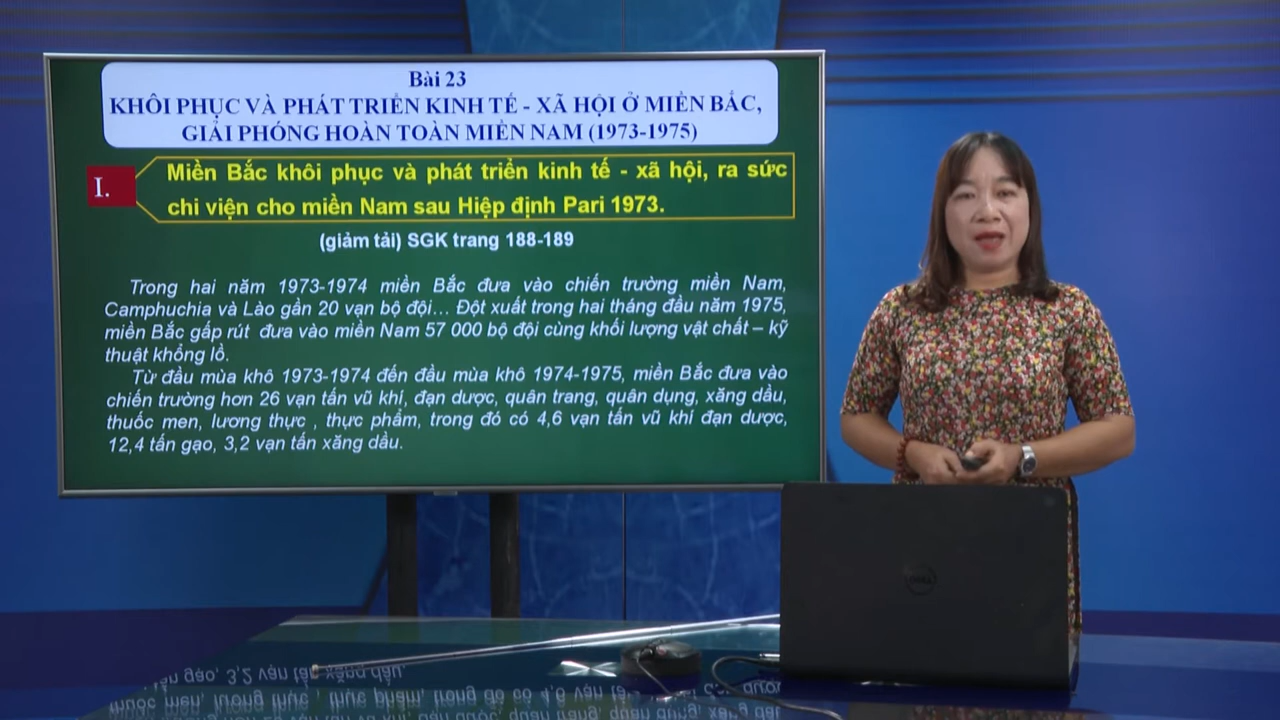 Bài 23
KHÔI PHỤC VÀ PHÁT TRIỂN KINH TẾ - XÃ HỘI Ở MIỀN BẮC,
GIẢI PHÓNG HOÀN TOÀN MIỀN NAM (1973-1975)
I.
Miền Bắc khôi phục và phát triển kinh tế - xã hội, ra sức
chi viện cho miền Nam sau Hiệp định Pari 1973.
(giảm tải) SGK trang 188-189
Trong hai năm 1973-1974 miền Bắc đưa vào chiến trường miền Nam,
Camphuchia và Lào gần 20 vạn bộ đội… Đột xuất trong hai tháng đầu năm 1975,
miền Bắc gấp rút đưa vào miền Nam 57 000 bộ đội cùng khối lượng vật chất – kỹ
thuật khổng lồ.
Từ đầu mùa khô 1973-1974 đến đầu mùa khô 1974-1975, miền Bắc đưa vào
chiến trường hơn 26 vạn tấn vũ khí, đạn dược, quân trang, quân dụng, xăng dầu,
thuốc men, lương thực , thực phẩm, trong đó có 4,6 vạn tấn vũ khí đạn dược,
12,4 tấn gạo, 3,2 vạn tấn xăng dầu.
DELL